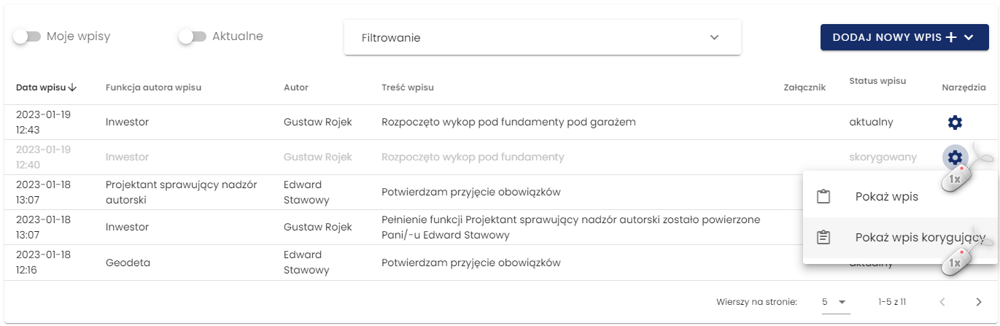 Moje wpisy
Aktualne
Filtrowanie
DODAJ NOWY WPIS
Data wpisu Funkcja autora wpisu Autor Treść wpisu Załącznik Status wpisu Narzędzia
2023-01-19
12:43
Inwestor
Gustaw Rojek
Rozpoczęto wykop pod fundamenty pod garażem
aktualny
2023-01-19
12:40
Inwestor
Gustaw Rojek
Rozpoczęto wykop pod fundamenty
skorygowany
1x
2023-01-18
13:07
Projektant sprawujący nadzór
autorski
Edward
Stawowy
Potwierdzam przyjęcie obowiązków
Pokaż wpis
2023-01-18
13:07
Inwestor
Gustaw Rojek
Pełnienie funkcji Projektant sprawujący nadzór autorski zostało powierzone
Pani/-u Edward Stawowy
Pokaż wpis korygujący
1x
2023-01-18
12:16
Geodeta
Edward
Stawowy
Potwierdzam przyjęcie obowiązków
aktualny
Wierszy na stronie: 5 1-5 z 11